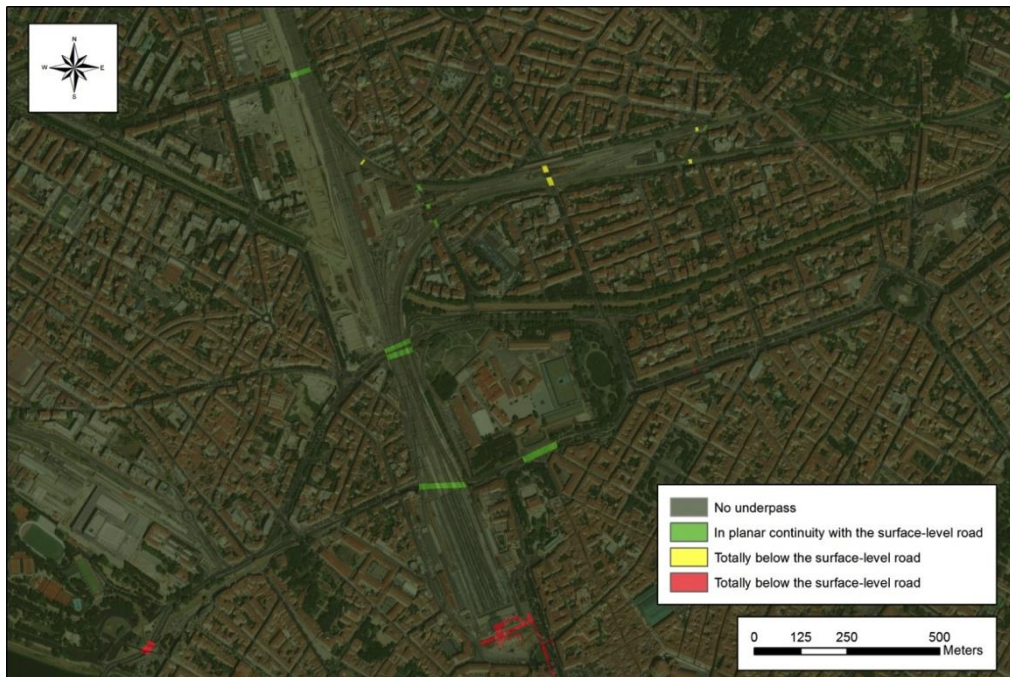 N
W E
S
No underpass
In planar continuity with the surface-level road
Totally below the surface-level road
Totally below the surface-level road
0 125 250 500
Meters